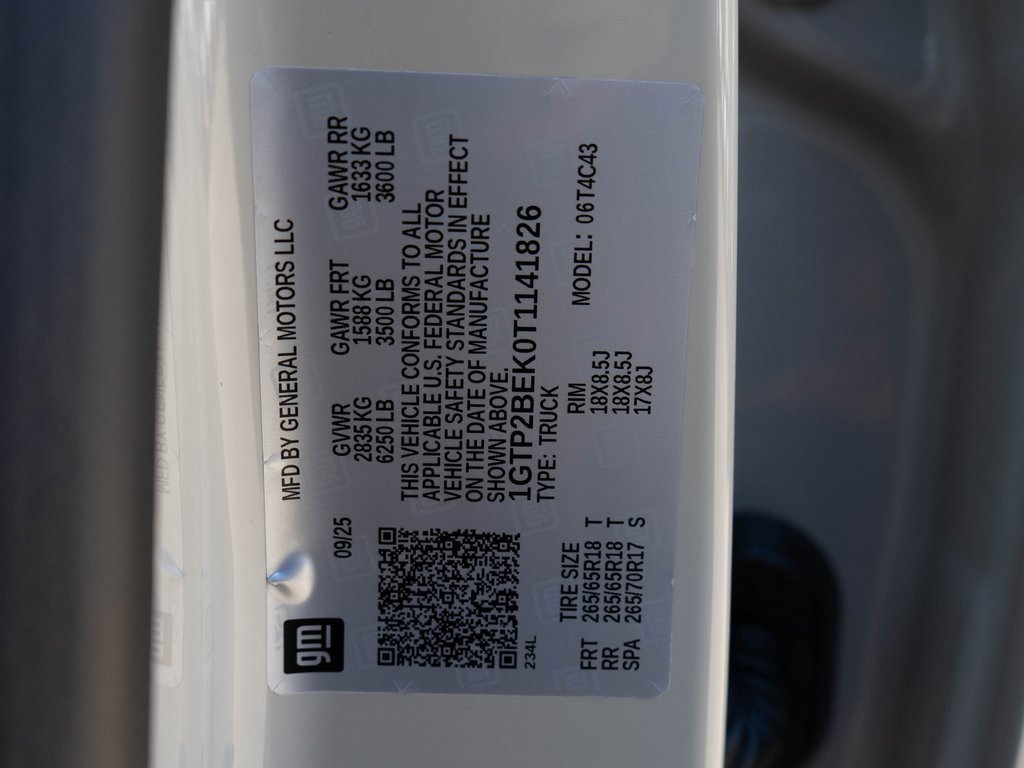 gm
MFD BY GENERAL MOTORS LLC
09/25
GVWR GAWR FRT GAWR RR
2835 KG 1588 KG 1633 KG
6250 LB 3500 LB 3600 LB
THIS VEHICLE CONFORMS TO ALL
APPLICABLE U.S. FEDERAL MOTOR
VEHICLE SAFETY STANDARDS IN EFFECT
ON THE DATE OF MANUFACTURE
SHOWN ABOVE.
1GTP2BEK0T1141826
TYPE: TRUCK
234L
MODEL: 06T4C43
TIRE SIZE RIM
FRT 265/65R18 T 18X8.5J
RR 265/65R18 T 18X8.5J
SPA 265/70R17 S 17X8J